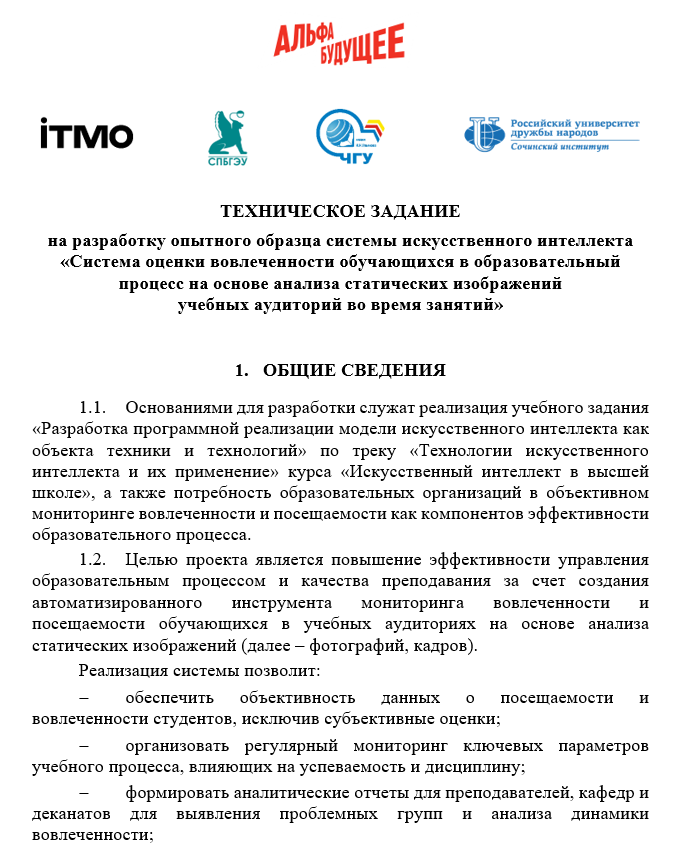 АЛЬФА
БУДУЩЕЕ
iTMO
СПБГЭУ
ЧГУ
Российский университет
дружбы народов
Сочинский институт
ТЕХНИЧЕСКОЕ ЗАДАНИЕ
на разработку опытного образца системы искусственного интеллекта
«Система оценки вовлеченности обучающихся в образовательный
процесс на основе анализа статических изображений
учебных аудиторий во время занятий»
1. ОБЩИЕ СВЕДЕНИЯ
1.1. Основаниями для разработки служат реализация учебного задания
«Разработка программной реализации модели искусственного интеллекта как
объекта техники и технологий» по треку «Технологии искусственного
интеллекта и их применение» курса «Искусственный интеллект в высшей
школе», а также потребность образовательных организаций в объективном
мониторинге вовлеченности и посещаемости как компонентов эффективности
образовательного процесса.
1.2. Целью проекта является повышение эффективности управления
образовательным процессом и качества преподавания за счет создания
автоматизированного инструмента мониторинга вовлеченности и
посещаемости обучающихся в учебных аудиториях на основе анализа
статических изображений (далее – фотографий, кадров).
Реализация системы позволит:
– обеспечить объективность данных о посещаемости и
вовлеченности студентов, исключив субъективные оценки;
– организовать регулярный мониторинг ключевых параметров
учебного процесса, влияющих на успеваемость и дисциплину;
– формировать аналитические отчеты для преподавателей, кафедр и
деканатов для выявления проблемных групп и анализа динамики
вовлеченности;